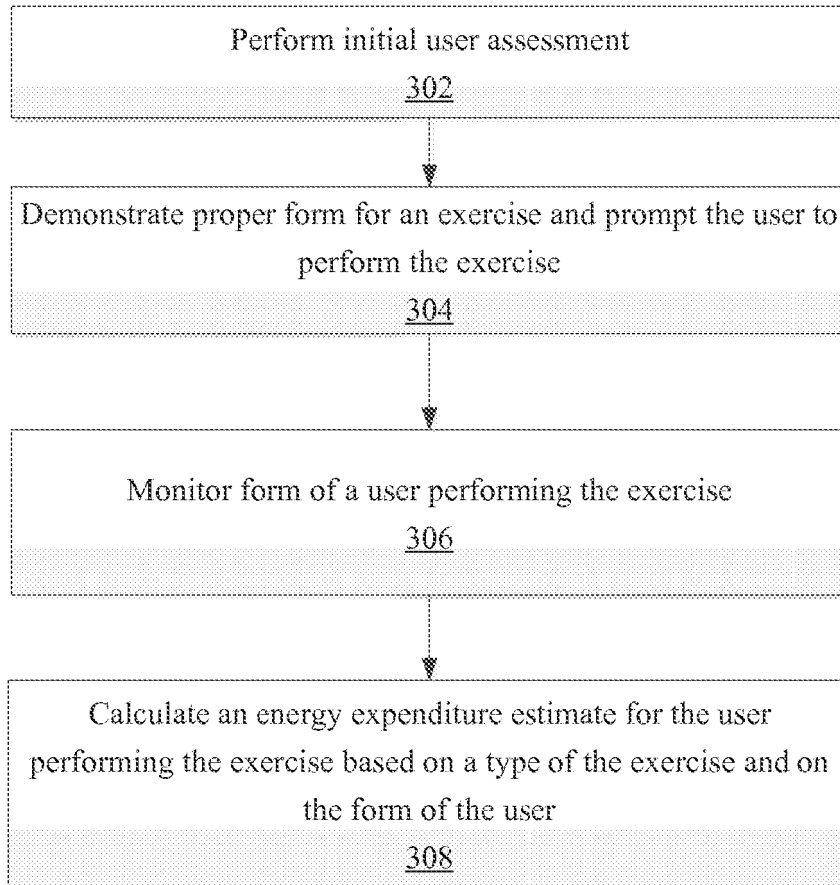 Perform initial user assessment
302
Demonstrate proper form for an exercise and prompt the user to
perform the exercise
304
Monitor form of a user performing the exercise
306
Calculate an energy expenditure estimate for the user
performing the exercise based on a type of the exercise and on
the form of the user
308